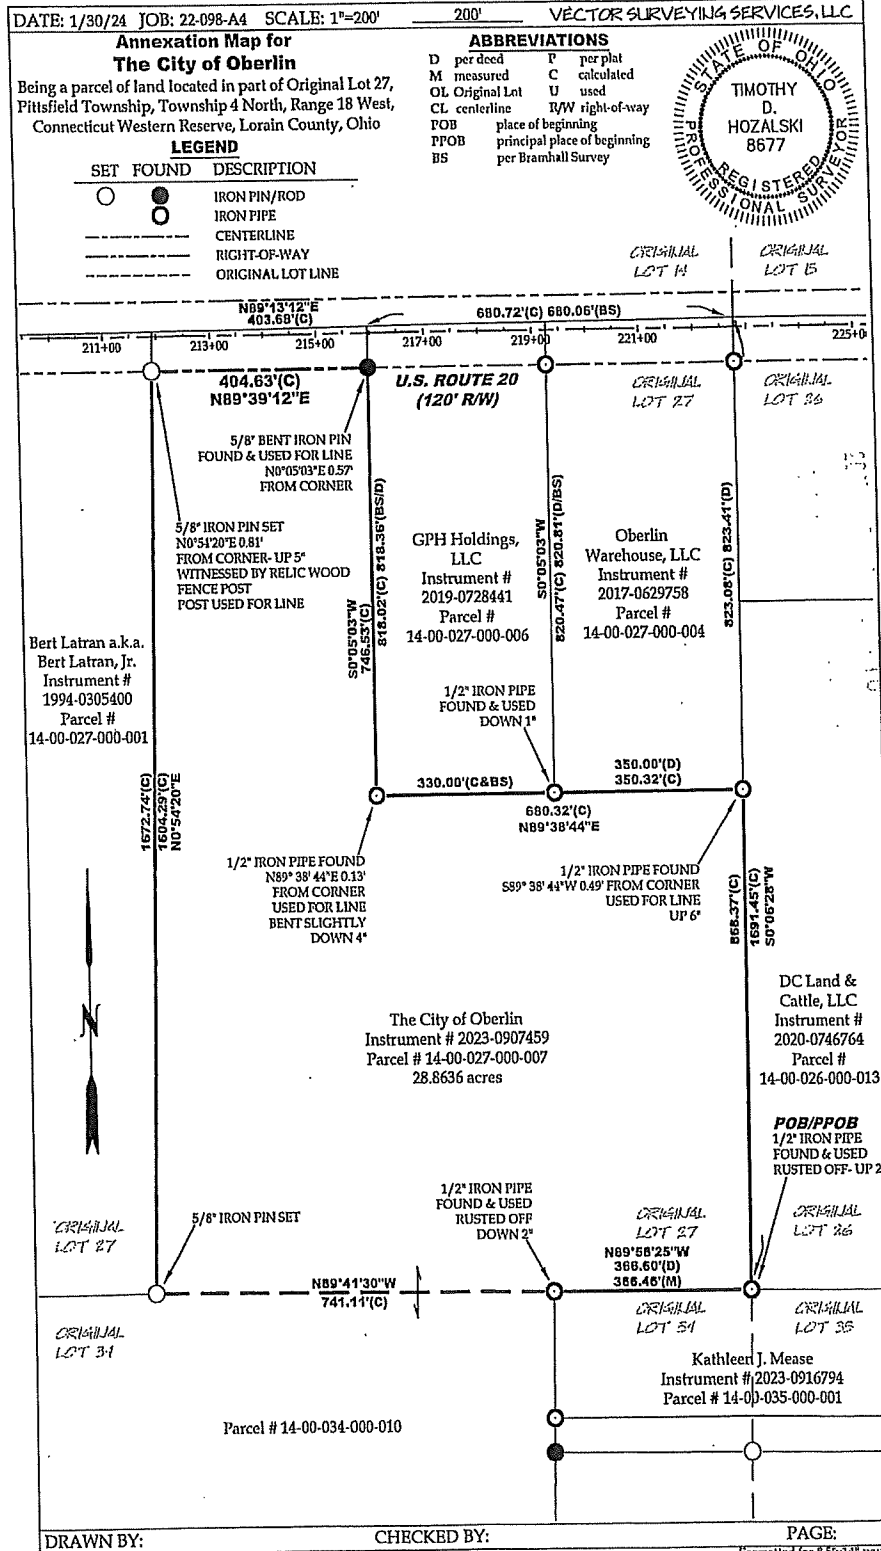 DATE: 1/30/24 JOB: 22-098-A4 SCALE: 1"=200' 200' VECTOR SURVEYING SERVICES, LLC
Annexation Map for
The City of Oberlin
Being a parcel of land located in part of Original Lot 27,
Pittsfield Township, Township 4 North, Range 18 West,
Connecticut Western Reserve, Lorain County, Ohio
LEGEND
SET FOUND DESCRIPTION
IRON PIN/ROD
IRON PIPE
CENTERLINE
RIGHT-OF-WAY
ORIGINAL LOT LINE
ABBREVIATIONS
D per deed P per plat
M measured C calculated
OL Original Lot U used
CL centerline R/W right-of-way
POB place of beginning
PPOB principal place of beginning
BS per Bramhall Survey
STATE OF OHIO
TIMOTHY
D.
HOZALSKI
8677
REGISTERED
PROFESSIONAL SURVEYOR
ORIGINAL
LOT 14
ORIGINAL
LOT 15
N89°13'12"E
403.68'(C)
680.72'(C) 680.06'(BS)
211+00 213+00 215+00 217+00 219+00 221+00 225+0
404.63'(C)
N89°39'12"E
U.S. ROUTE 20
(120' R/W)
ORIGINAL
LOT 27
ORIGINAL
LOT 26
5/8" BENT IRON PIN
FOUND & USED FOR LINE
N0°05'03"E 0.57'
FROM CORNER
5/8" IRON PIN SET
N0°54'20"E 0.81'
FROM CORNER- UP 5"
WITNESSED BY RELIC WOOD
FENCE POST
POST USED FOR LINE
S0°05'03"W
746.53'(C)
818.02'(C) 818.36'(BS/D)
GPH Holdings,
LLC
Instrument #
2019-0728441
Parcel #
14-00-027-000-006
S0°05'03"W
820.47'(C) 820.81'(D/BS)
Oberlin
Warehouse, LLC
Instrument #
2017-0629758
Parcel #
14-00-027-000-004
823.08'(C) 823.41'(D)
Bert Latran a.k.a.
Bert Latran, Jr.
Instrument #
1994-0305400
Parcel #
14-00-027-000-001
1/2" IRON PIPE
FOUND & USED
DOWN 1"
1672.74'(C)
1604.29'(C)
N0°54'20"E
330.00'(C&BS)
350.00'(D)
350.32'(C)
680.32'(C)
N89°38'44"E
1/2" IRON PIPE FOUND
N89° 38' 44"E 0.13'
FROM CORNER
USED FOR LINE
BENT SLIGHTLY
DOWN 4"
1/2" IRON PIPE FOUND
S89° 38' 44"W 0.49' FROM CORNER
USED FOR LINE
UP 6"
868.37'(C)
1691.45'(C)
S0°06'28"W
N
The City of Oberlin
Instrument # 2023-0907459
Parcel # 14-00-027-000-007
28.8636 acres
DC Land &
Cattle, LLC
Instrument #
2020-0746764
Parcel #
14-00-026-000-013
POB/PPOB
1/2" IRON PIPE
FOUND & USED
RUSTED OFF- UP 2
1/2" IRON PIPE
FOUND & USED
RUSTED OFF
DOWN 2"
5/8" IRON PIN SET
ORIGINAL
LOT 27
ORIGINAL
LOT 27
ORIGINAL
LOT 26
N89°58'25"W
366.60'(D)
366.46'(M)
N89°41'30"W
741.11'(C)
ORIGINAL
LOT 34
ORIGINAL
LOT 34
ORIGINAL
LOT 35
Kathleen J. Mease
Instrument # 2023-0916794
Parcel # 14-00-035-000-001
Parcel # 14-00-034-000-010
DRAWN BY: CHECKED BY: PAGE: